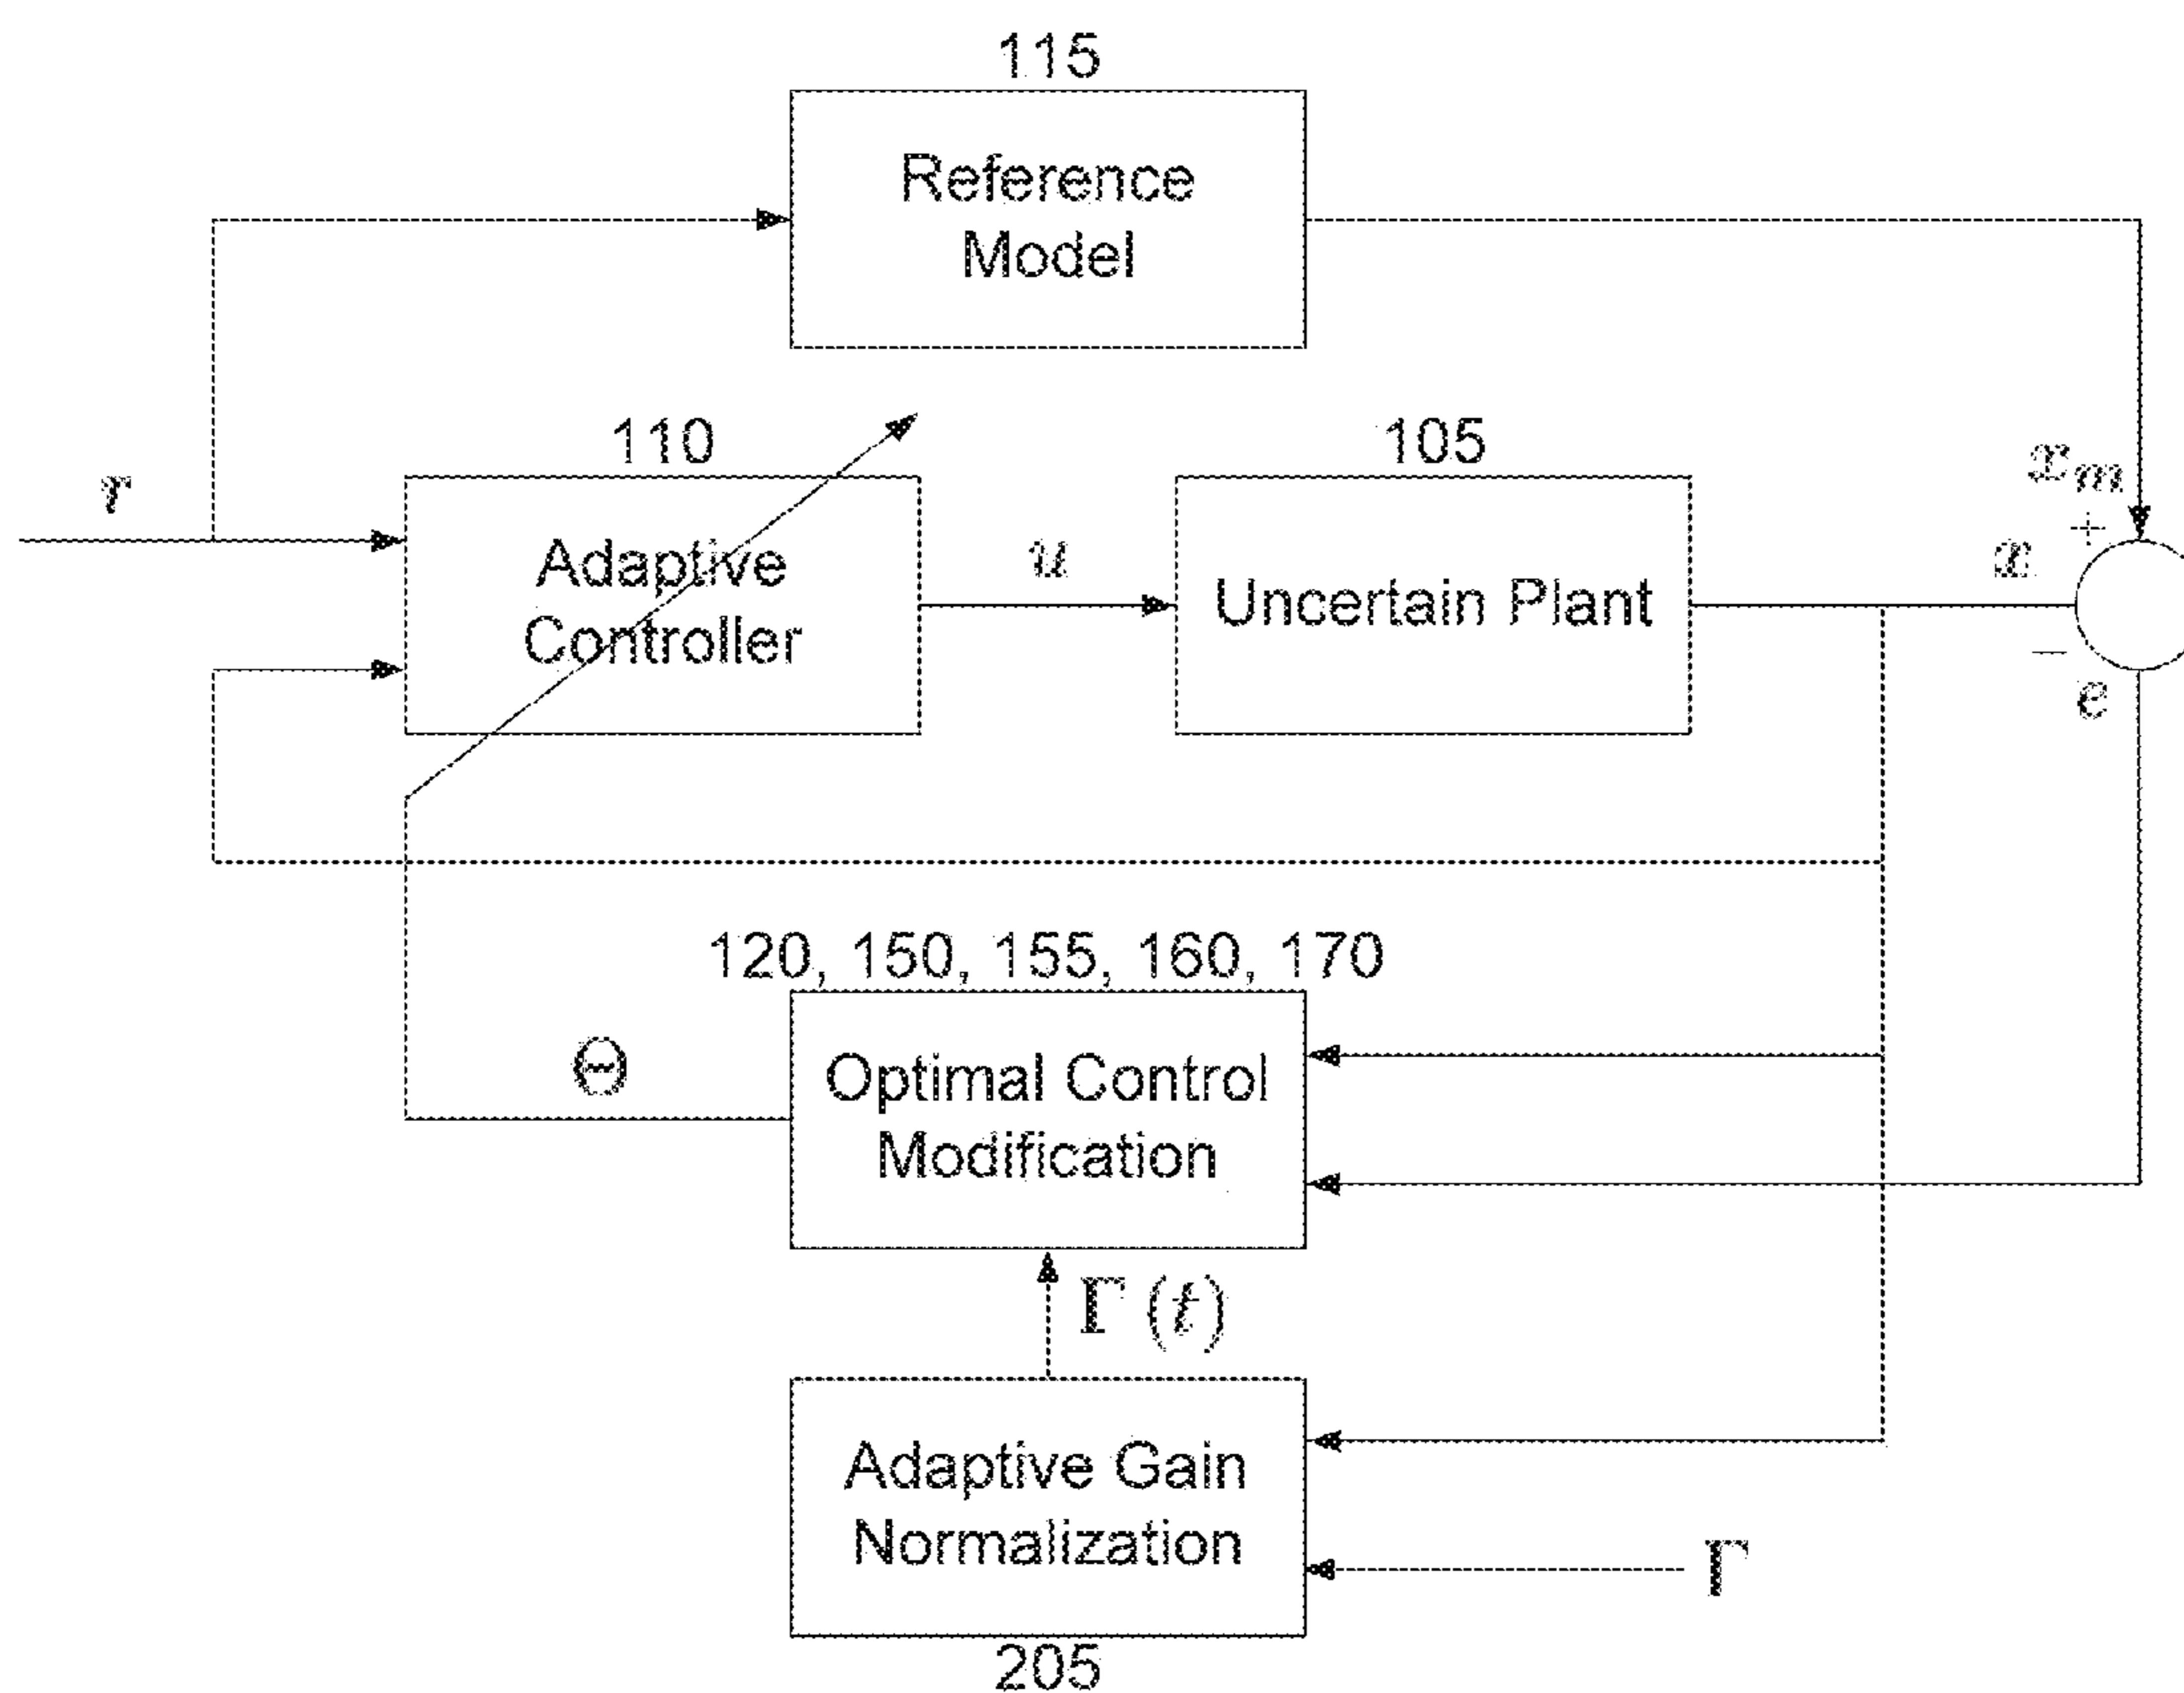 115
Reference
Model
110
105
r
x_m
+
Adaptive
Controller
u
Uncertain Plant
x
−
e
120, 150, 155, 160, 170
Θ
Optimal Control
Modification
Γ (t)
Adaptive Gain
Normalization
Γ
205